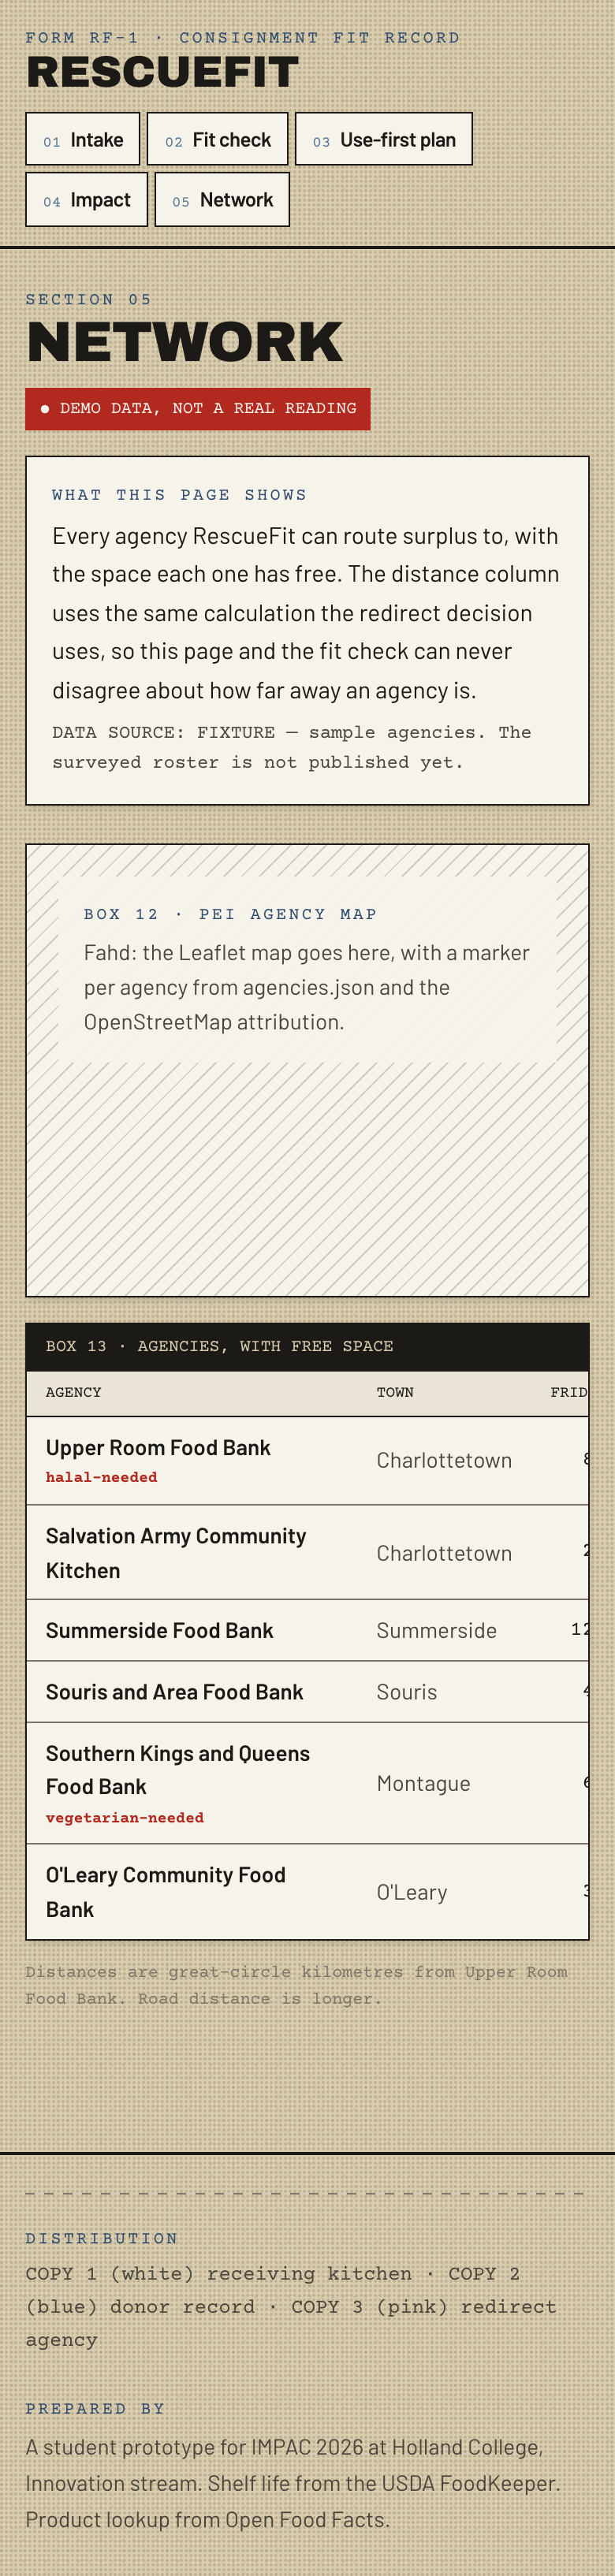 FORM RF-1 · CONSIGNMENT FIT RECORD
RESCUEFIT
01 Intake
02 Fit check
03 Use-first plan
04 Impact
05 Network
SECTION 05
NETWORK
● DEMO DATA, NOT A REAL READING
WHAT THIS PAGE SHOWS
Every agency RescueFit can route surplus to, with
the space each one has free. The distance column
uses the same calculation the redirect decision
uses, so this page and the fit check can never
disagree about how far away an agency is.
DATA SOURCE: FIXTURE — sample agencies. The
surveyed roster is not published yet.
BOX 12 · PEI AGENCY MAP
Fahd: the Leaflet map goes here, with a marker
per agency from agencies.json and the
OpenStreetMap attribution.
BOX 13 · AGENCIES, WITH FREE SPACE
AGENCY TOWN FRID
Upper Room Food Bank
halal-needed
Charlottetown
Salvation Army Community
Kitchen
Charlottetown
Summerside Food Bank Summerside 12
Souris and Area Food Bank Souris
Southern Kings and Queens
Food Bank
vegetarian-needed
Montague
O'Leary Community Food
Bank
O'Leary
Distances are great-circle kilometres from Upper Room
Food Bank. Road distance is longer.
DISTRIBUTION
COPY 1 (white) receiving kitchen · COPY 2
(blue) donor record · COPY 3 (pink) redirect
agency
PREPARED BY
A student prototype for IMPAC 2026 at Holland College,
Innovation stream. Shelf life from the USDA FoodKeeper.
Product lookup from Open Food Facts.